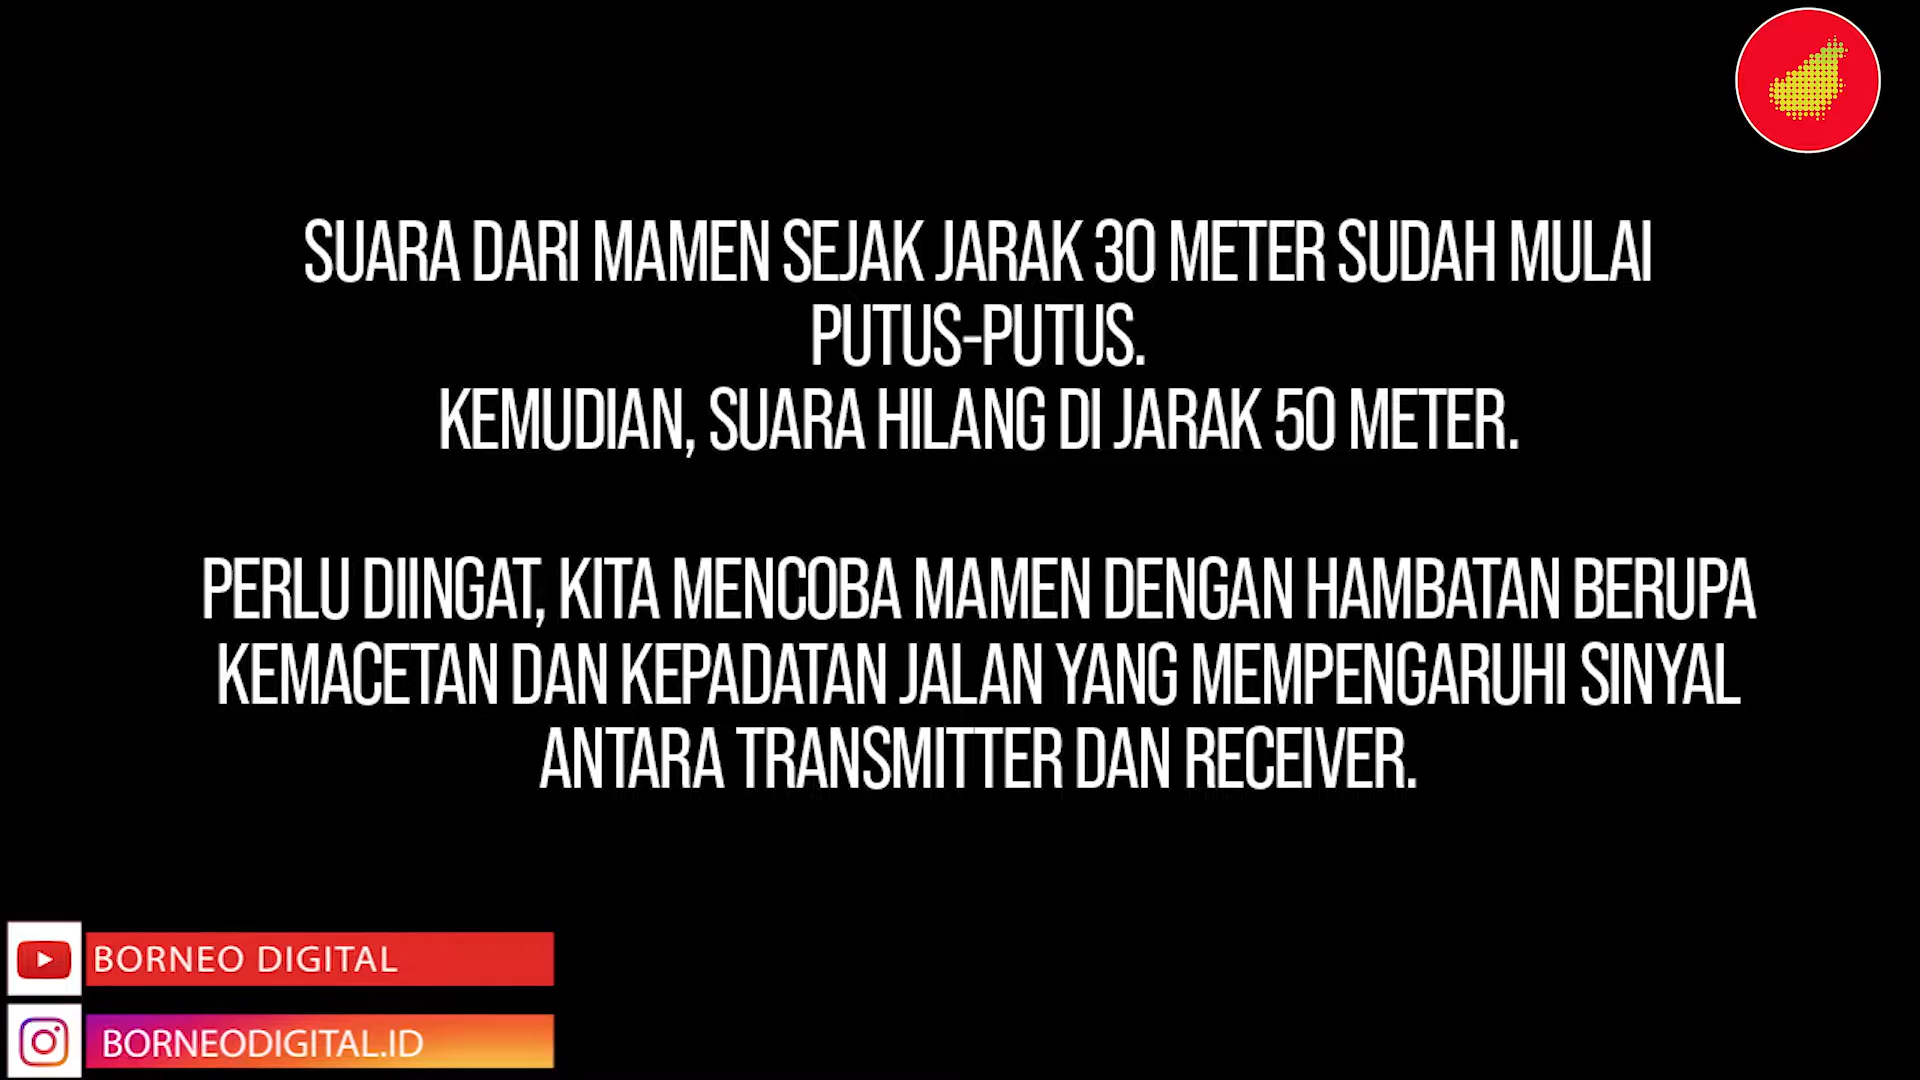 SUARA DARI MAMEN SEJAK JARAK 30 METER SUDAH MULAI
PUTUS-PUTUS.
KEMUDIAN, SUARA HILANG DI JARAK 50 METER.
PERLU DIINGAT, KITA MENCOBA MAMEN DENGAN HAMBATAN BERUPA
KEMACETAN DAN KEPADATAN JALAN YANG MEMPENGARUHI SINYAL
ANTARA TRANSMITTER DAN RECEIVER.
BORNEO DIGITAL
BORNEODIGITAL.ID